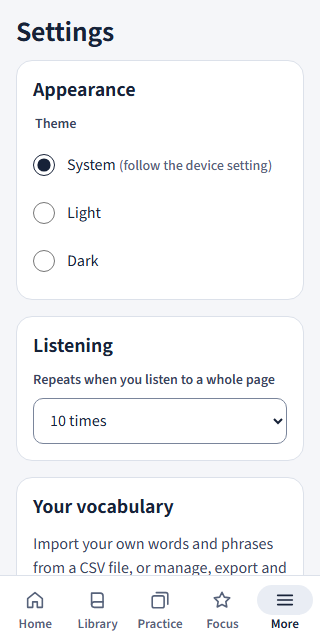 Settings
Appearance
Theme
System (follow the device setting)
Light
Dark
Listening
Repeats when you listen to a whole page
10 times
Your vocabulary
Import your own words and phrases
from a CSV file, or manage, export and
Home Library Practice Focus More